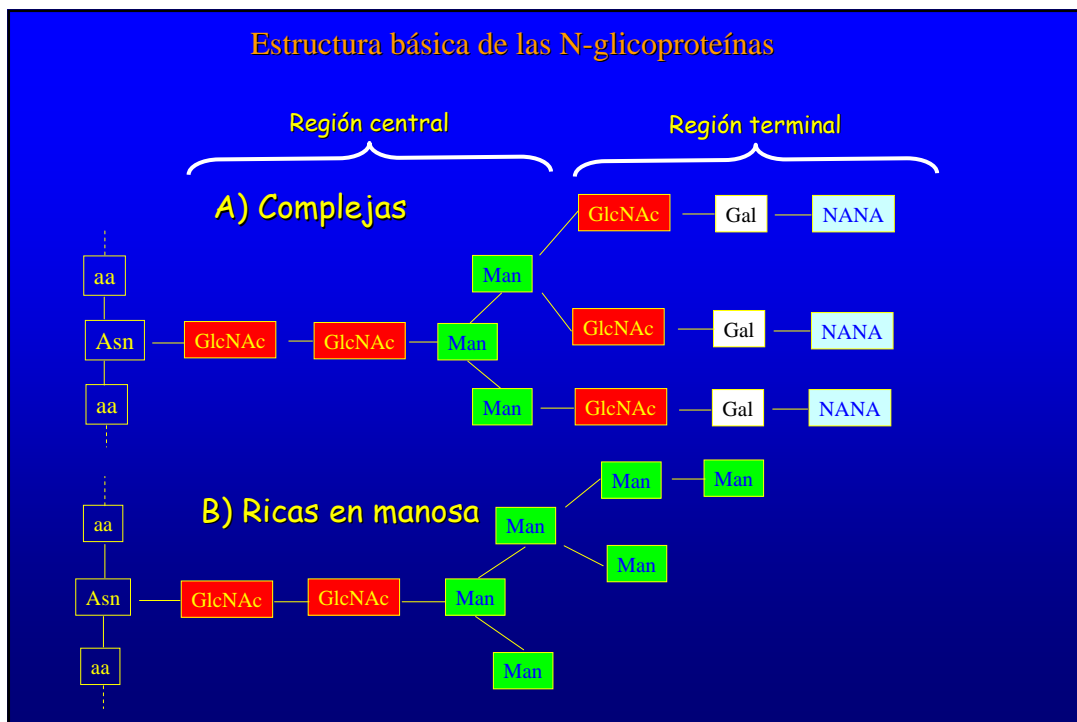 Estructura básica de las N-glicoproteínas
Región central
Región terminal
A) Complejas
GlcNAc Gal NANA
aa
Man
Asn GlcNAc GlcNAc Man
GlcNAc Gal NANA
aa
Man GlcNAc Gal NANA
B) Ricas en manosa
Man Man
aa
Man
Man
Asn GlcNAc GlcNAc Man
aa
Man